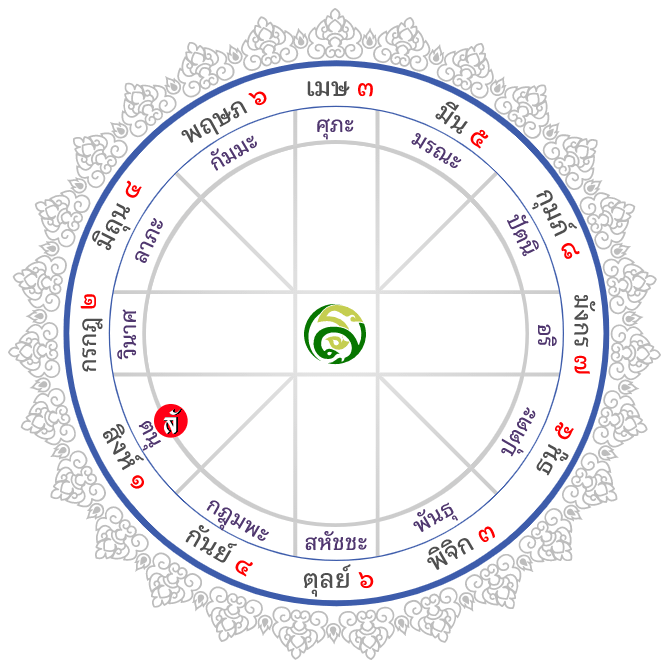 เมษ ๓
พฤษภ ๖
มิถุน ๔
กรกฎ ๒
สิงห์ ๑
กันย์ ๔
ตุลย์ ๖
พิจิก ๓
ธนู ๕
มังกร ๗
กุมภ์ ๘
มีน ๕
ศุภะ
กัมมะ
ลาภะ
วินาศ
ตนุ
กฎุมพะ
สหัชชะ
พันธุ
ปุตตะ
อริ
ปัตนิ
มรณะ
ลั